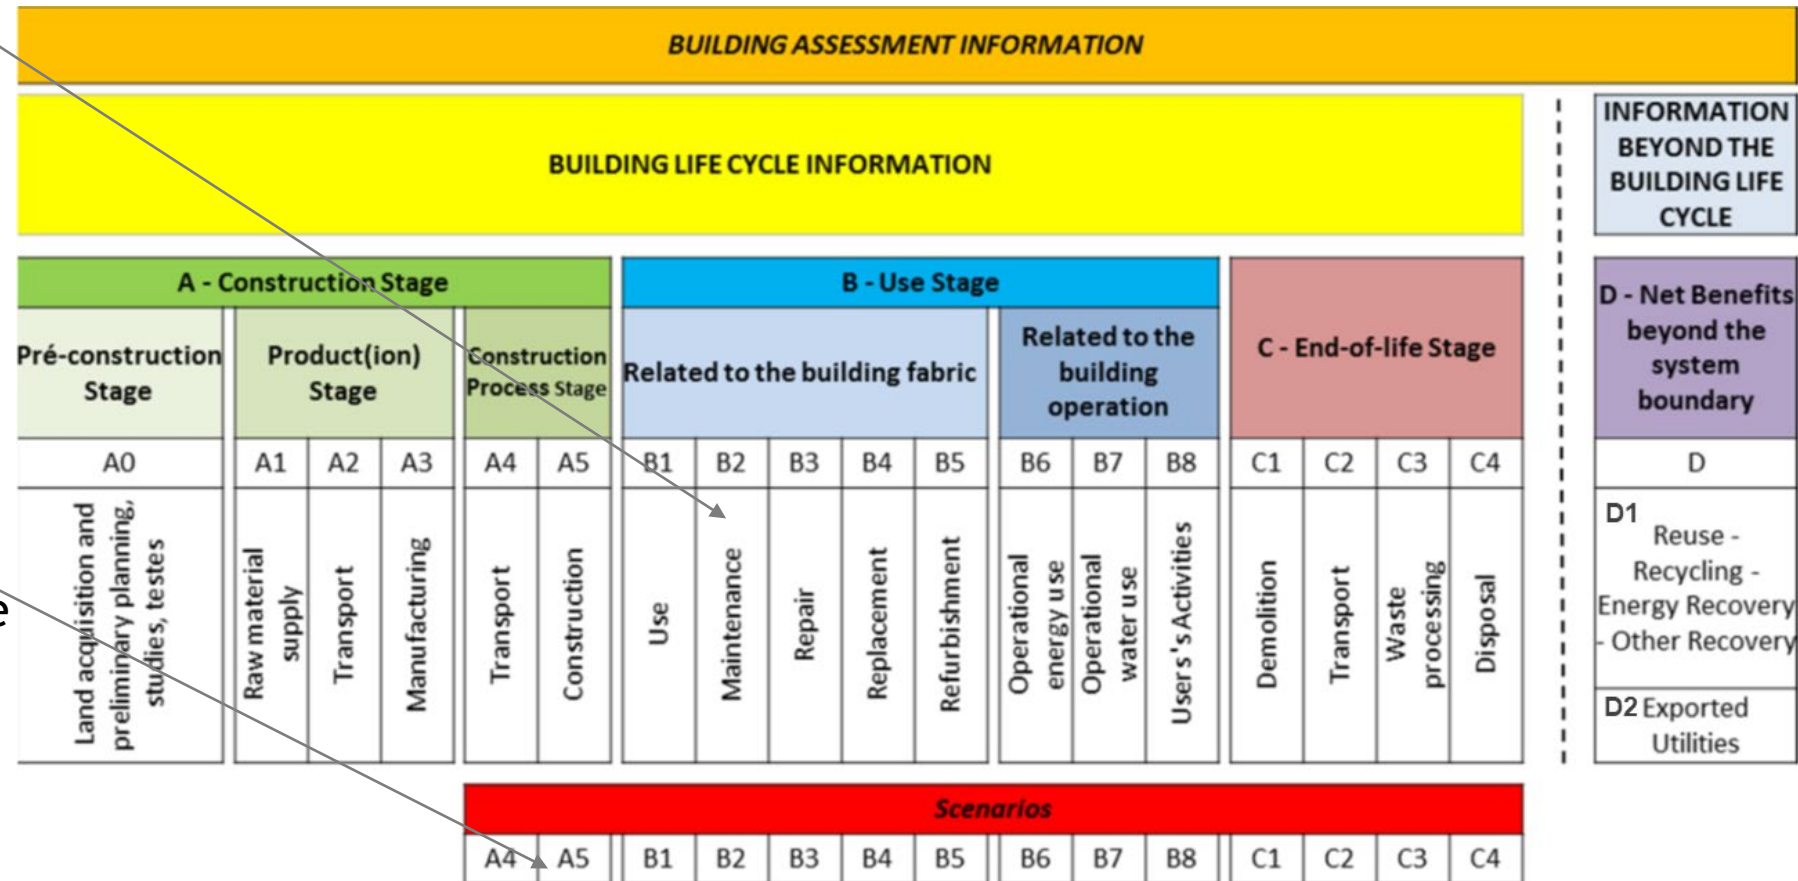 BUILDING ASSESSMENT INFORMATION
BUILDING LIFE CYCLE INFORMATION
INFORMATION
BEYOND THE
BUILDING LIFE
CYCLE
A - Construction Stage
B - Use Stage
C - End-of-life Stage
D - Net Benefits
beyond the
system
boundary
Pré-construction
Stage
Product(ion)
Stage
Construction
Process Stage
Related to the building fabric
Related to the
building
operation
A0
A1
A2
A3
A4
A5
B1
B2
B3
B4
B5
B6
B7
B8
C1
C2
C3
C4
D
Land acquisition and
preliminary planning,
studies, testes
Raw material
supply
Transport
Manufacturing
Transport
Construction
Use
Maintenance
Repair
Replacement
Refurbishment
Operational
energy use
Operational
water use
Users's Activities
Demolition
Transport
Waste
processing
Disposal
D1
Reuse -
Recycling -
Energy Recovery
- Other Recovery
D2 Exported
Utilities
e
Scenarios
A4
A5
B1
B2
B3
B4
B5
B6
B7
B8
C1
C2
C3
C4